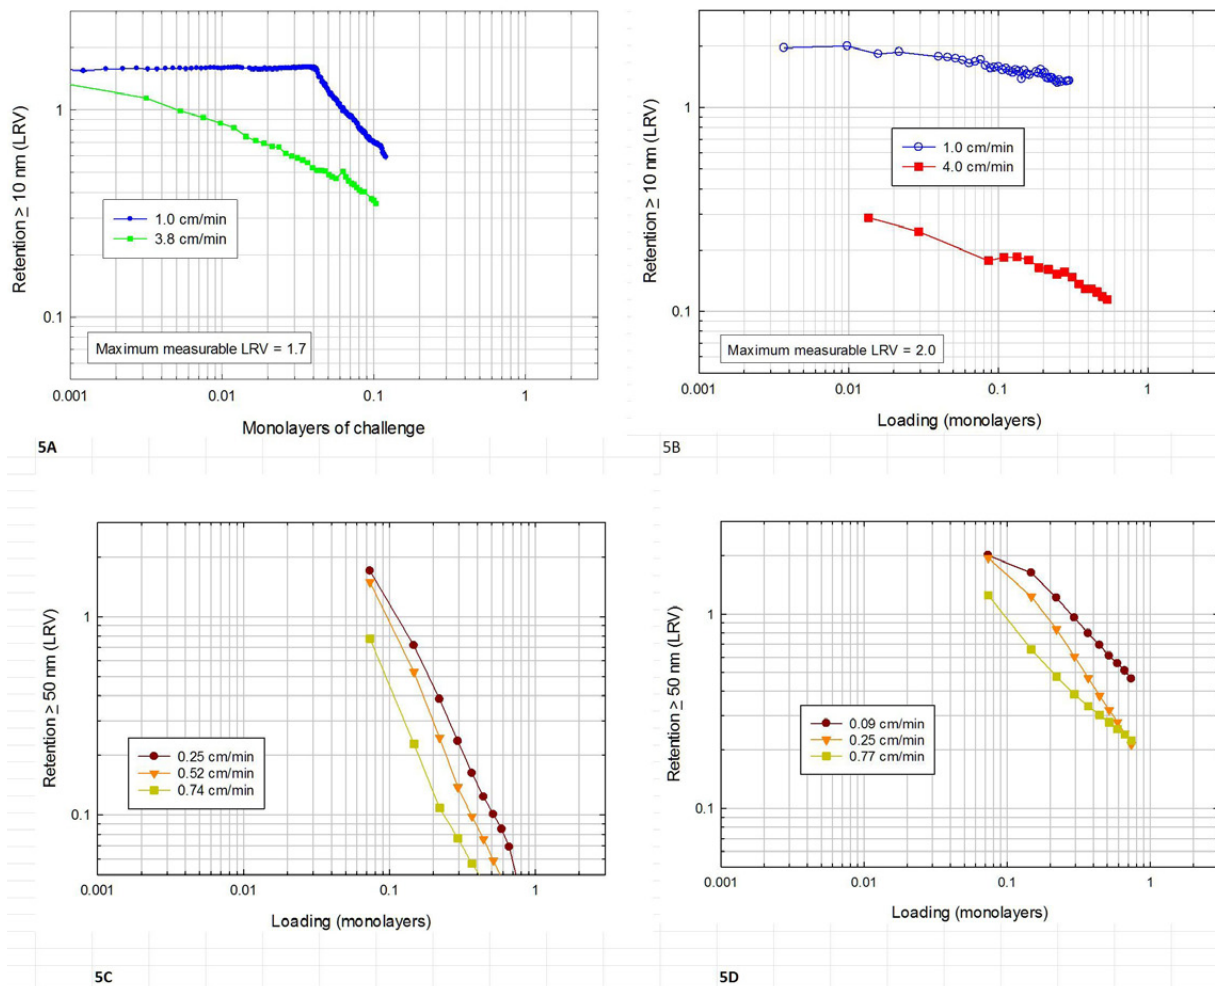 Retention ≥ 10 nm (LRV)
1
0.1
1.0 cm/min
3.8 cm/min
Maximum measurable LRV = 1.7
0.001
0.01
0.1
1
Monolayers of challenge
5A
Retention ≥ 10 nm (LRV)
1
0.1
1.0 cm/min
4.0 cm/min
Maximum measurable LRV = 2.0
0.001
0.01
0.1
1
Loading (monolayers)
5B
Retention ≥ 50 nm (LRV)
1
0.1
0.25 cm/min
0.52 cm/min
0.74 cm/min
0.001
0.01
0.1
1
Loading (monolayers)
5C
Retention ≥ 50 nm (LRV)
1
0.1
0.09 cm/min
0.25 cm/min
0.77 cm/min
0.001
0.01
0.1
1
Loading (monolayers)
5D